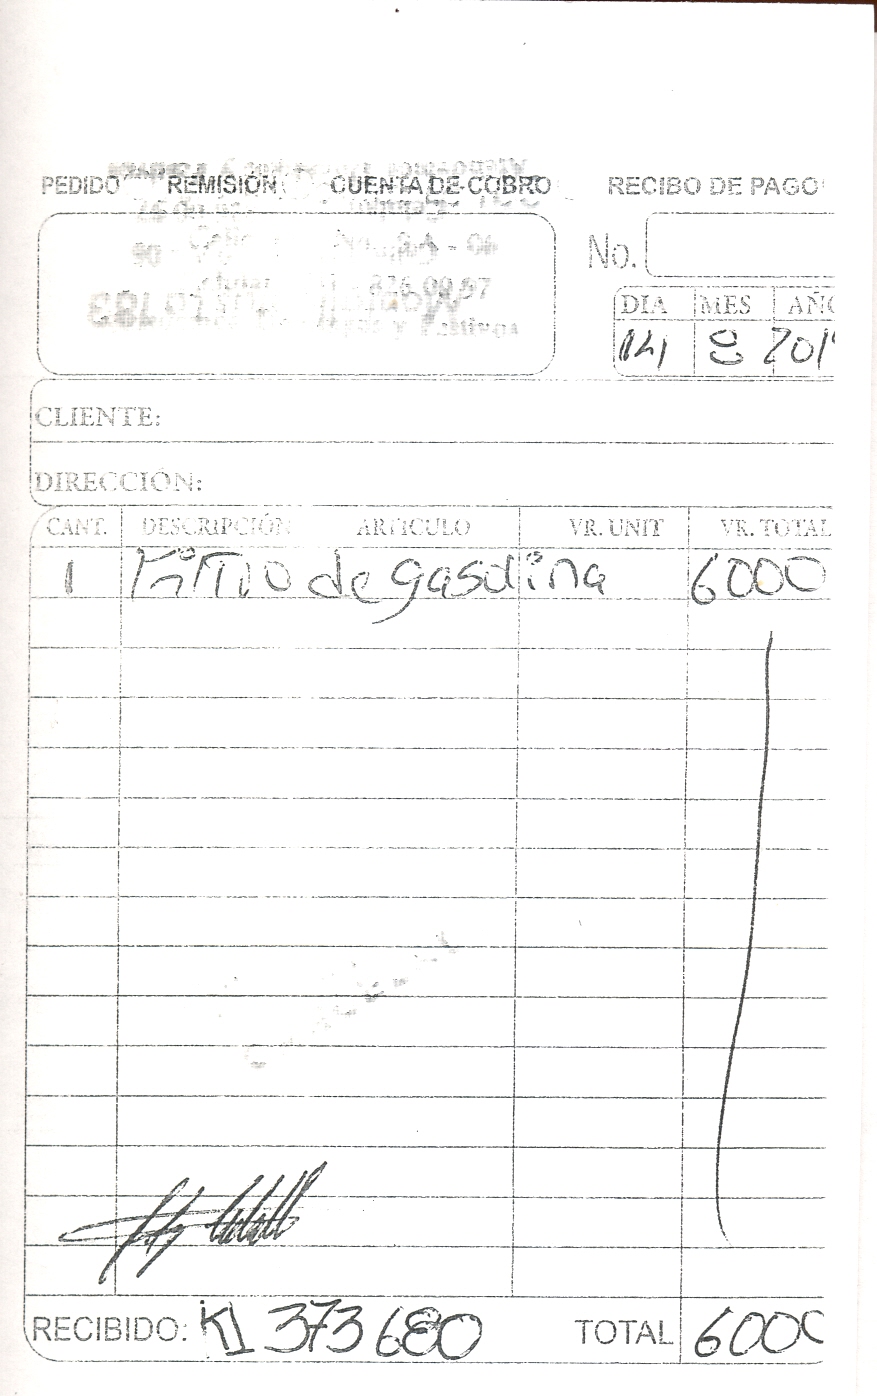 PEDIDO REMISIÓN CUENTA DE COBRO RECIBO DE PAGO
No.
DIA MES AÑO
14 8 201
CLIENTE:
DIRECCIÓN:
CANT. DESCRIPCIÓN ARTICULO VR. UNIT VR. TOTAL
1 Filtro de gasolina 6000
RECIBIDO: 373680 TOTAL 6000